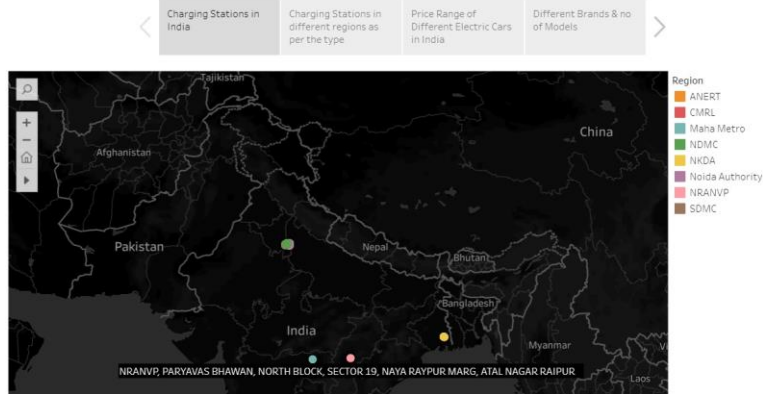 Charging Stations in
India
Charging Stations in
different regions as
per the type
Price Range of
Different Electric Cars
in India
Different Brands & no
of Models
Region
ANERT
CMRL
Maha Metro
NDMC
NKDA
Noida Authority
NRANVP
SDMC
Tajikistan
China
Afghanistan
Pakistan
Nepal
Bhutan
Bangladesh
India
Myanmar
Vi
Laos
NRANVP, PARYAVAS BHAWAN, NORTH BLOCK, SECTOR 19, NAYA RAYPUR MARG, ATAL NAGAR RAIPUR